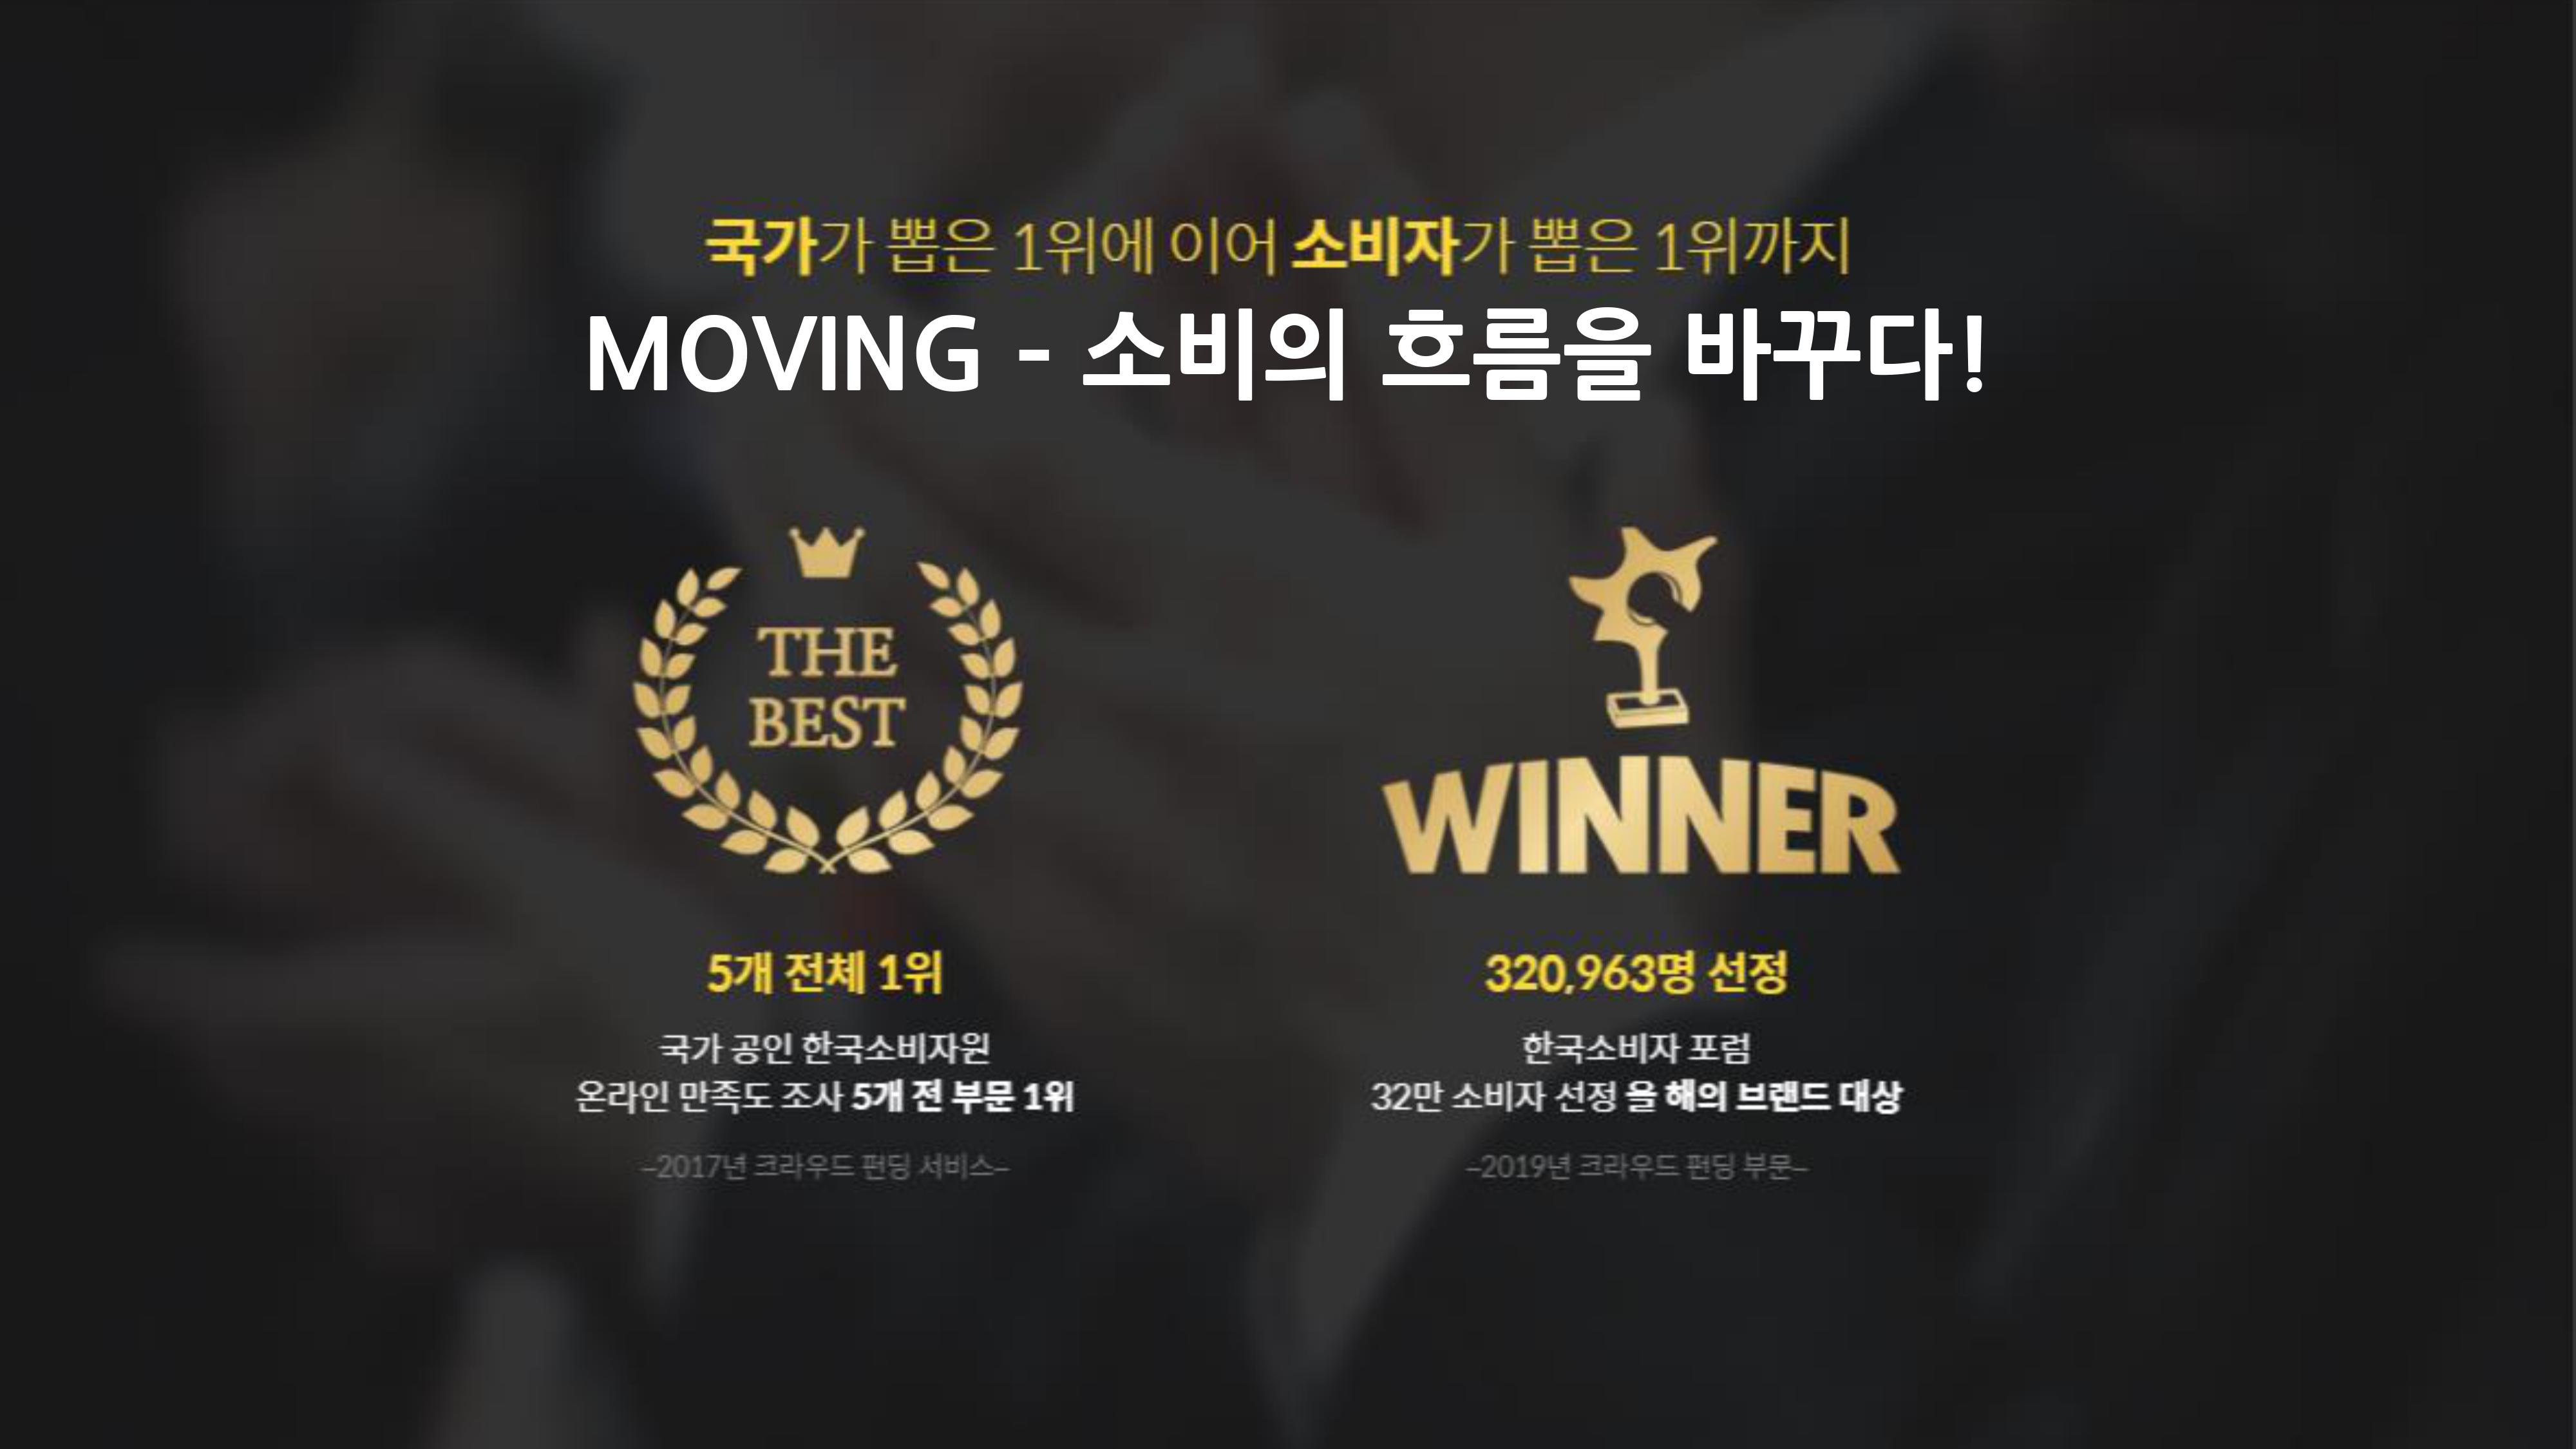 국가가 뽑은 1위에 이어 소비자가 뽑은 1위까지
MOVING - 소비의 흐름을 바꾸다!
THE
BEST
WINNER
5개 전체 1위
국가 공인 한국소비자원
온라인 만족도 조사 5개 전 부문 1위
-2017년 크라우드 펀딩 서비스-
320,963명 선정
한국소비자 포럼
32만 소비자 선정 올 해의 브랜드 대상
-2019년 크라우드 펀딩 부문-